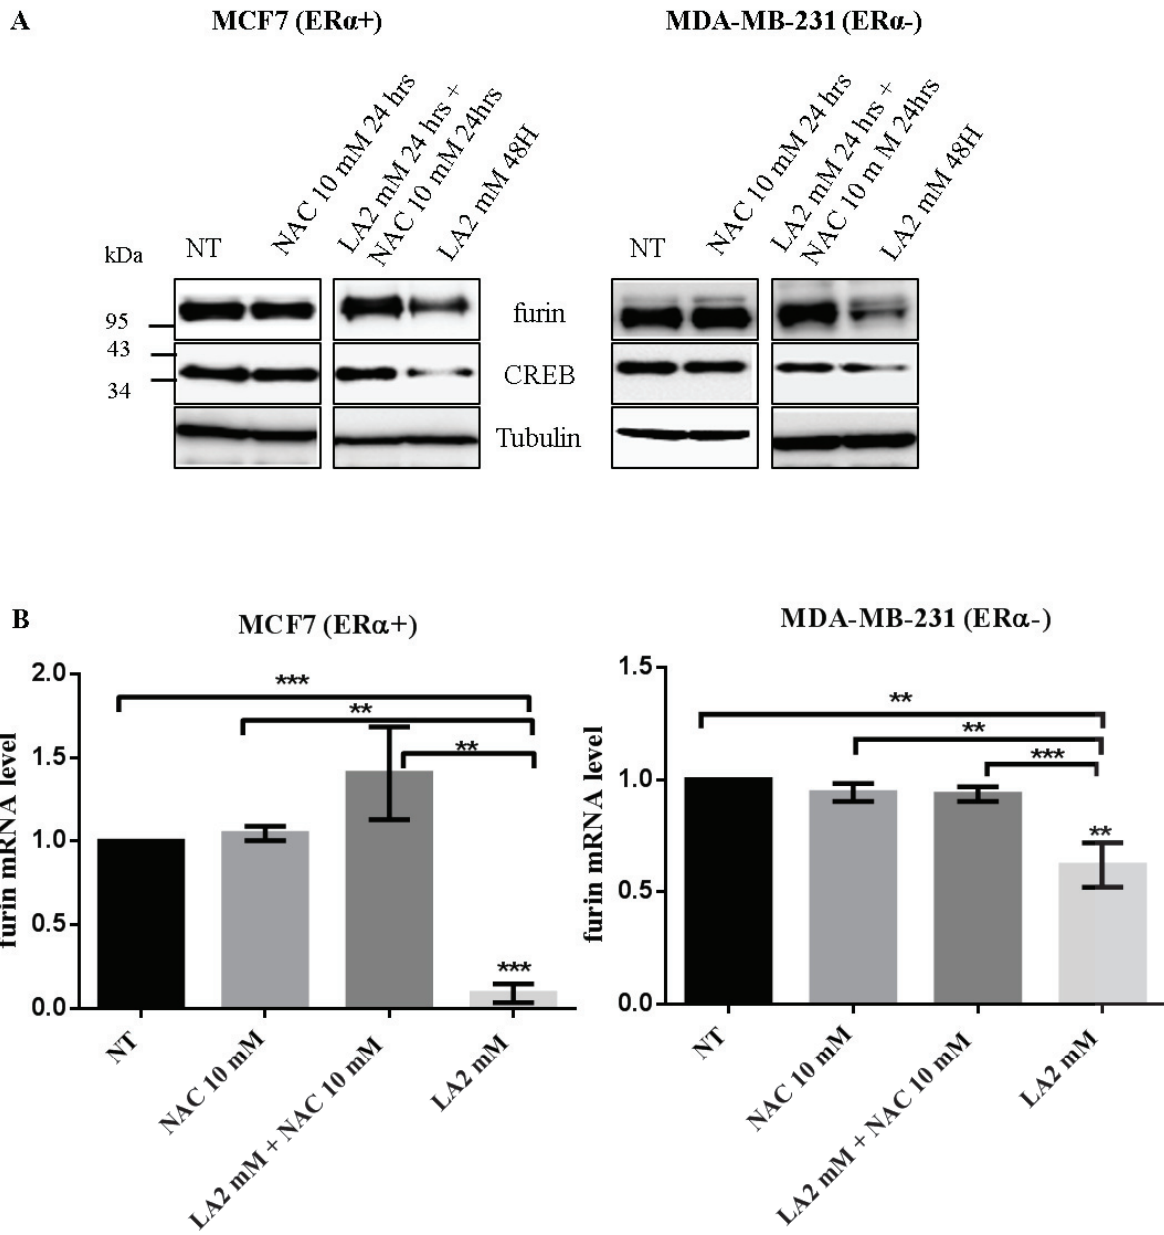 A
MCF7 (ERα+)
MDA-MB-231 (ERα-)
kDa
NT
NAC 10 mM 24 hrs
LA2 mM 24 hrs +
NAC 10 mM 24hrs
LA2 mM 48H
NT
NAC 10 mM 24 hrs
LA2 mM 24 hrs +
NAC 10 m M 24hrs
LA2 mM 48H
95
43
34
furin
CREB
Tubulin
B
MCF7 (ERα+)
furin mRNA level
2.0
1.5
1.0
0.5
0.0
***
**
**
***
NT
NAC 10 mM
LA2 mM + NAC 10 mM
LA2 mM
MDA-MB-231 (ERα-)
furin mRNA level
1.5
1.0
0.5
0.0
**
**
***
**
NT
NAC 10 mM
LA2 mM + NAC 10 mM
LA2 mM